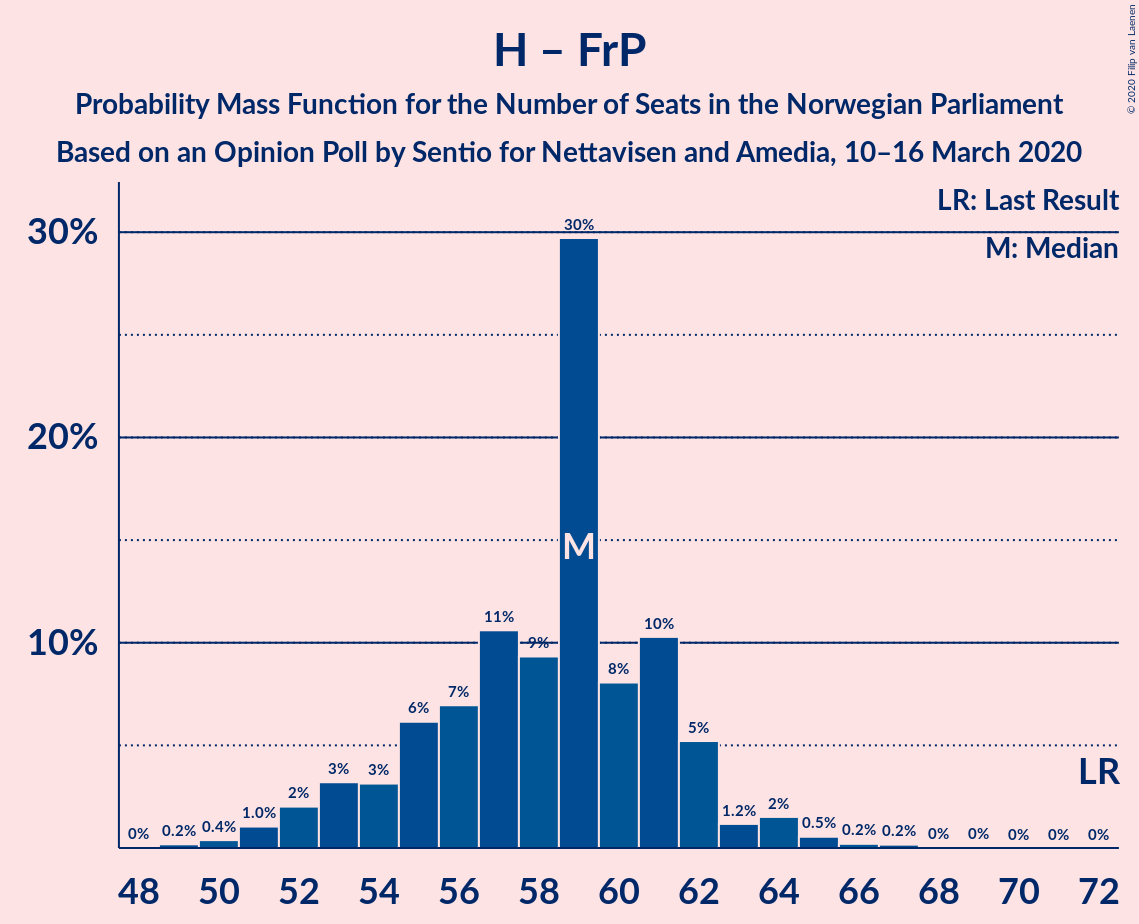 H – FrP
Probability Mass Function for the Number of Seats in the Norwegian Parliament
Based on an Opinion Poll by Sentio for Nettavisen and Amedia, 10–16 March 2020
© 2020 Filip van Laenen
LR: Last Result
M: Median
30%
20%
10%
0% 0.2% 0.4% 1.0% 2% 3% 3% 6% 7% 11% 9% 30% 8% 10% 5% 1.2% 2% 0.5% 0.2% 0.2% 0% 0% 0% 0% 0%
M
LR
48 50 52 54 56 58 60 62 64 66 68 70 72